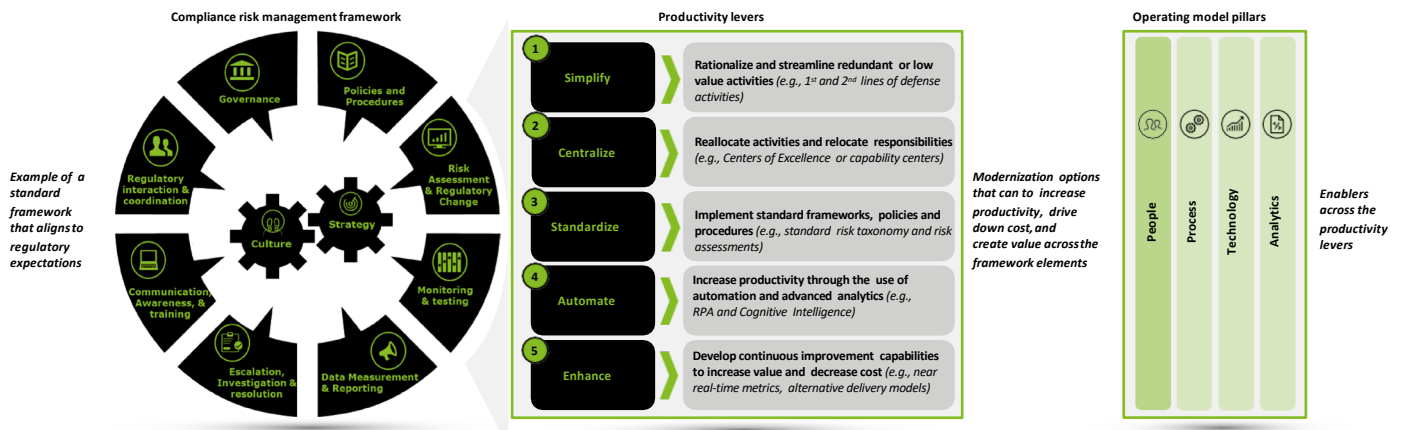 Compliance risk management framework
Example of a
standard
framework
that aligns to
regulatory
expectations
Governance
Policies and
Procedures
Risk
Assessment
& Regulatory
Change
Monitoring
& testing
Data Measurement
& Reporting
Escalation,
Investigation &
resolution
Communication,
Awareness, &
training
Regulatory
interaction &
coordination
Culture
Strategy
Productivity levers
1
Simplify
Rationalize and streamline redundant or low
value activities (e.g., 1st and 2nd lines of defense
activities)
2
Centralize
Reallocate activities and relocate responsibilities
(e.g., Centers of Excellence or capability centers)
3
Standardize
Implement standard frameworks, policies and
procedures (e.g., standard risk taxonomy and risk
assessments)
4
Automate
Increase productivity through the use of
automation and advanced analytics (e.g.,
RPA and Cognitive Intelligence)
5
Enhance
Develop continuous improvement capabilities
to increase value and decrease cost (e.g., near
real-time metrics, alternative delivery models)
Modernization options
that can to increase
productivity, drive
down cost, and
create value across the
framework elements
Operating model pillars
People
Process
Technology
Analytics
Enablers
across the
productivity
levers